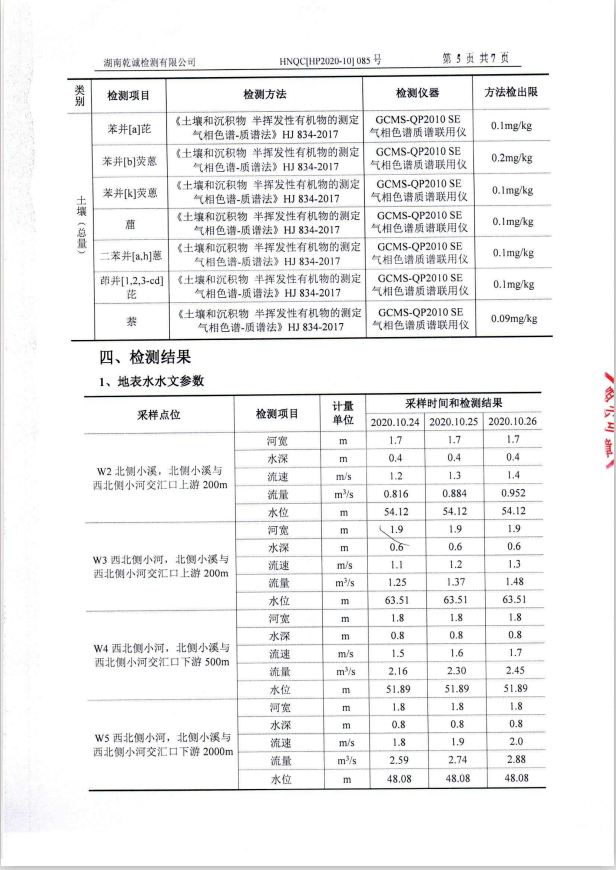 湖南乾诚检测有限公司 HNQC[HP2020-10] 085 号 第 5 页 共 7 页
类别 检测项目 检测方法 检测仪器 方法检出限
土壤（总量）
苯并[a]芘 《土壤和沉积物 半挥发性有机物的测定 气相色谱-质谱法》HJ 834-2017 GCMS-QP2010 SE 气相色谱质谱联用仪 0.1mg/kg
苯并[b]荧蒽 《土壤和沉积物 半挥发性有机物的测定 气相色谱-质谱法》HJ 834-2017 GCMS-QP2010 SE 气相色谱质谱联用仪 0.2mg/kg
苯并[k]荧蒽 《土壤和沉积物 半挥发性有机物的测定 气相色谱-质谱法》HJ 834-2017 GCMS-QP2010 SE 气相色谱质谱联用仪 0.1mg/kg
䓛 《土壤和沉积物 半挥发性有机物的测定 气相色谱-质谱法》HJ 834-2017 GCMS-QP2010 SE 气相色谱质谱联用仪 0.1mg/kg
二苯并[a,h]蒽 《土壤和沉积物 半挥发性有机物的测定 气相色谱-质谱法》HJ 834-2017 GCMS-QP2010 SE 气相色谱质谱联用仪 0.1mg/kg
茚并[1,2,3-cd]芘 《土壤和沉积物 半挥发性有机物的测定 气相色谱-质谱法》HJ 834-2017 GCMS-QP2010 SE 气相色谱质谱联用仪 0.1mg/kg
萘 《土壤和沉积物 半挥发性有机物的测定 气相色谱-质谱法》HJ 834-2017 GCMS-QP2010 SE 气相色谱质谱联用仪 0.09mg/kg
四、检测结果
1、地表水水文参数
采样点位 检测项目 计量单位 采样时间和检测结果
2020.10.24 2020.10.25 2020.10.26
W2 北侧小溪，北侧小溪与
西北侧小河交汇口上游 200m
河宽 m 1.7 1.7 1.7
水深 m 0.4 0.4 0.4
流速 m/s 1.2 1.3 1.4
流量 m³/s 0.816 0.884 0.952
水位 m 54.12 54.12 54.12
W3 西北侧小河，北侧小溪与
西北侧小河交汇口上游 200m
河宽 m 1.9 1.9 1.9
水深 m 0.6 0.6 0.6
流速 m/s 1.1 1.2 1.3
流量 m³/s 1.25 1.37 1.48
水位 m 63.51 63.51 63.51
W4 西北侧小河，北侧小溪与
西北侧小河交汇口下游 500m
河宽 m 1.8 1.8 1.8
水深 m 0.8 0.8 0.8
流速 m/s 1.5 1.6 1.7
流量 m³/s 2.16 2.30 2.45
水位 m 51.89 51.89 51.89
W5 西北侧小河，北侧小溪与
西北侧小河交汇口下游 2000m
河宽 m 1.8 1.8 1.8
水深 m 0.8 0.8 0.8
流速 m/s 1.8 1.9 2.0
流量 m³/s 2.59 2.74 2.88
水位 m 48.08 48.08 48.08